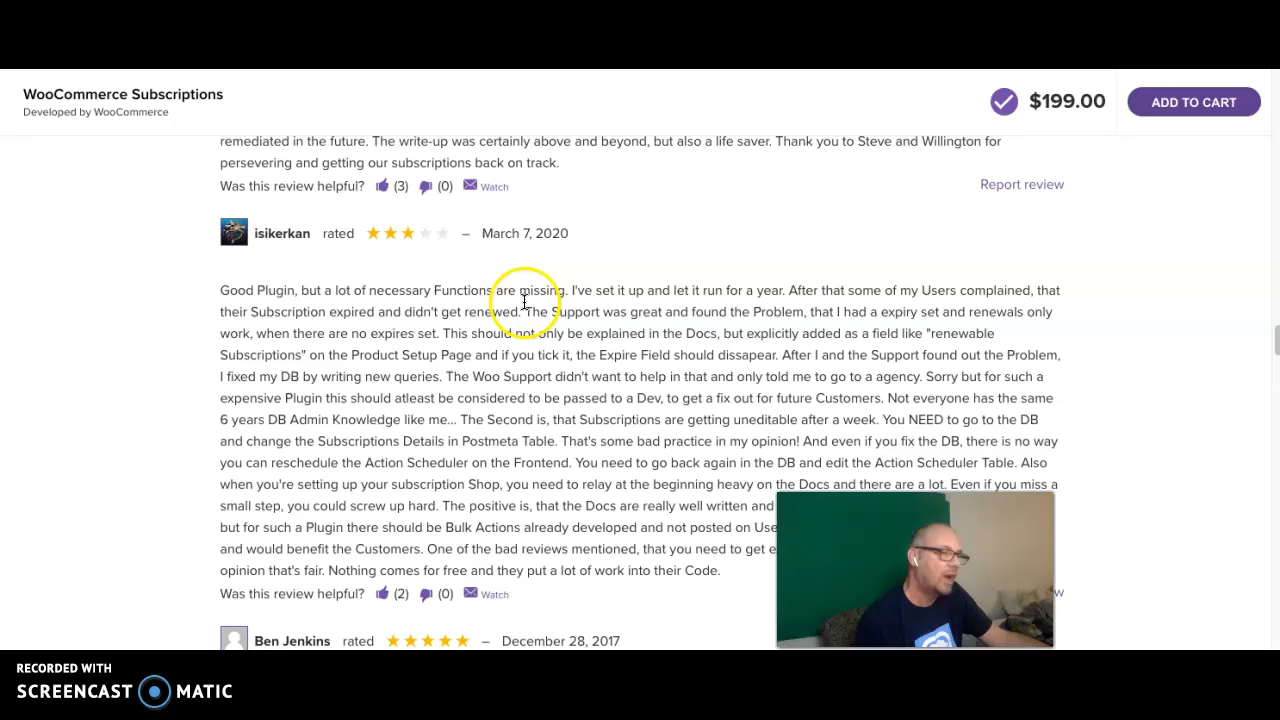 WooCommerce Subscriptions
Developed by WooCommerce
$199.00
ADD TO CART
remediated in the future. The write-up was certainly above and beyond, but also a life saver. Thank you to Steve and Willington for
persevering and getting our subscriptions back on track.
Was this review helpful? (3) (0) Watch
Report review
isikerkan rated – March 7, 2020
Good Plugin, but a lot of necessary Functions are missing. I've set it up and let it run for a year. After that some of my Users complained, that
their Subscription expired and didn't get renewed. The Support was great and found the Problem, that I had a expiry set and renewals only
work, when there are no expires set. This should not only be explained in the Docs, but explicitly added as a field like "renewable
Subscriptions" on the Product Setup Page and if you tick it, the Expire Field should dissapear. After I and the Support found out the Problem,
I fixed my DB by writing new queries. The Woo Support didn't want to help in that and only told me to go to a agency. Sorry but for such a
expensive Plugin this should atleast be considered to be passed to a Dev, to get a fix out for future Customers. Not everyone has the same
6 years DB Admin Knowledge like me... The Second is, that Subscriptions are getting uneditable after a week. You NEED to go to the DB
and change the Subscriptions Details in Postmeta Table. That's some bad practice in my opinion! And even if you fix the DB, there is no way
you can reschedule the Action Scheduler on the Frontend. You need to go back again in the DB and edit the Action Scheduler Table. Also
when you're setting up your subscription Shop, you need to relay at the beginning heavy on the Docs and there are a lot. Even if you miss a
small step, you could screw up hard. The positive is, that the Docs are really well written and
but for such a Plugin there should be Bulk Actions already developed and not posted on Use
and would benefit the Customers. One of the bad reviews mentioned, that you need to get e
opinion that's fair. Nothing comes for free and they put a lot of work into their Code.
Was this review helpful? (2) (0) Watch
w
Ben Jenkins rated – December 28, 2017
RECORDED WITH
SCREENCAST MATIC